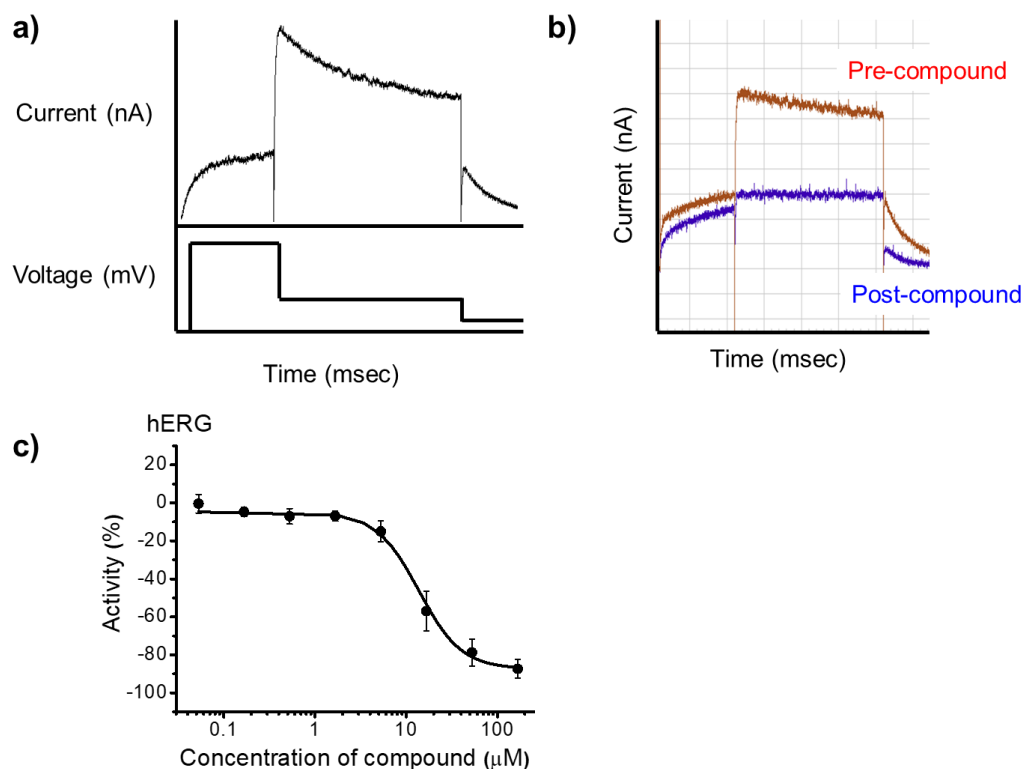 a)
Current (nA)
Voltage (mV)
Time (msec)
b)
Pre-compound
Current (nA)
Post-compound
Time (msec)
c)
hERG
20
0
-20
-40
-60
-80
-100
Activity (%)
0.1
1
10
100
Concentration of compound (μM)